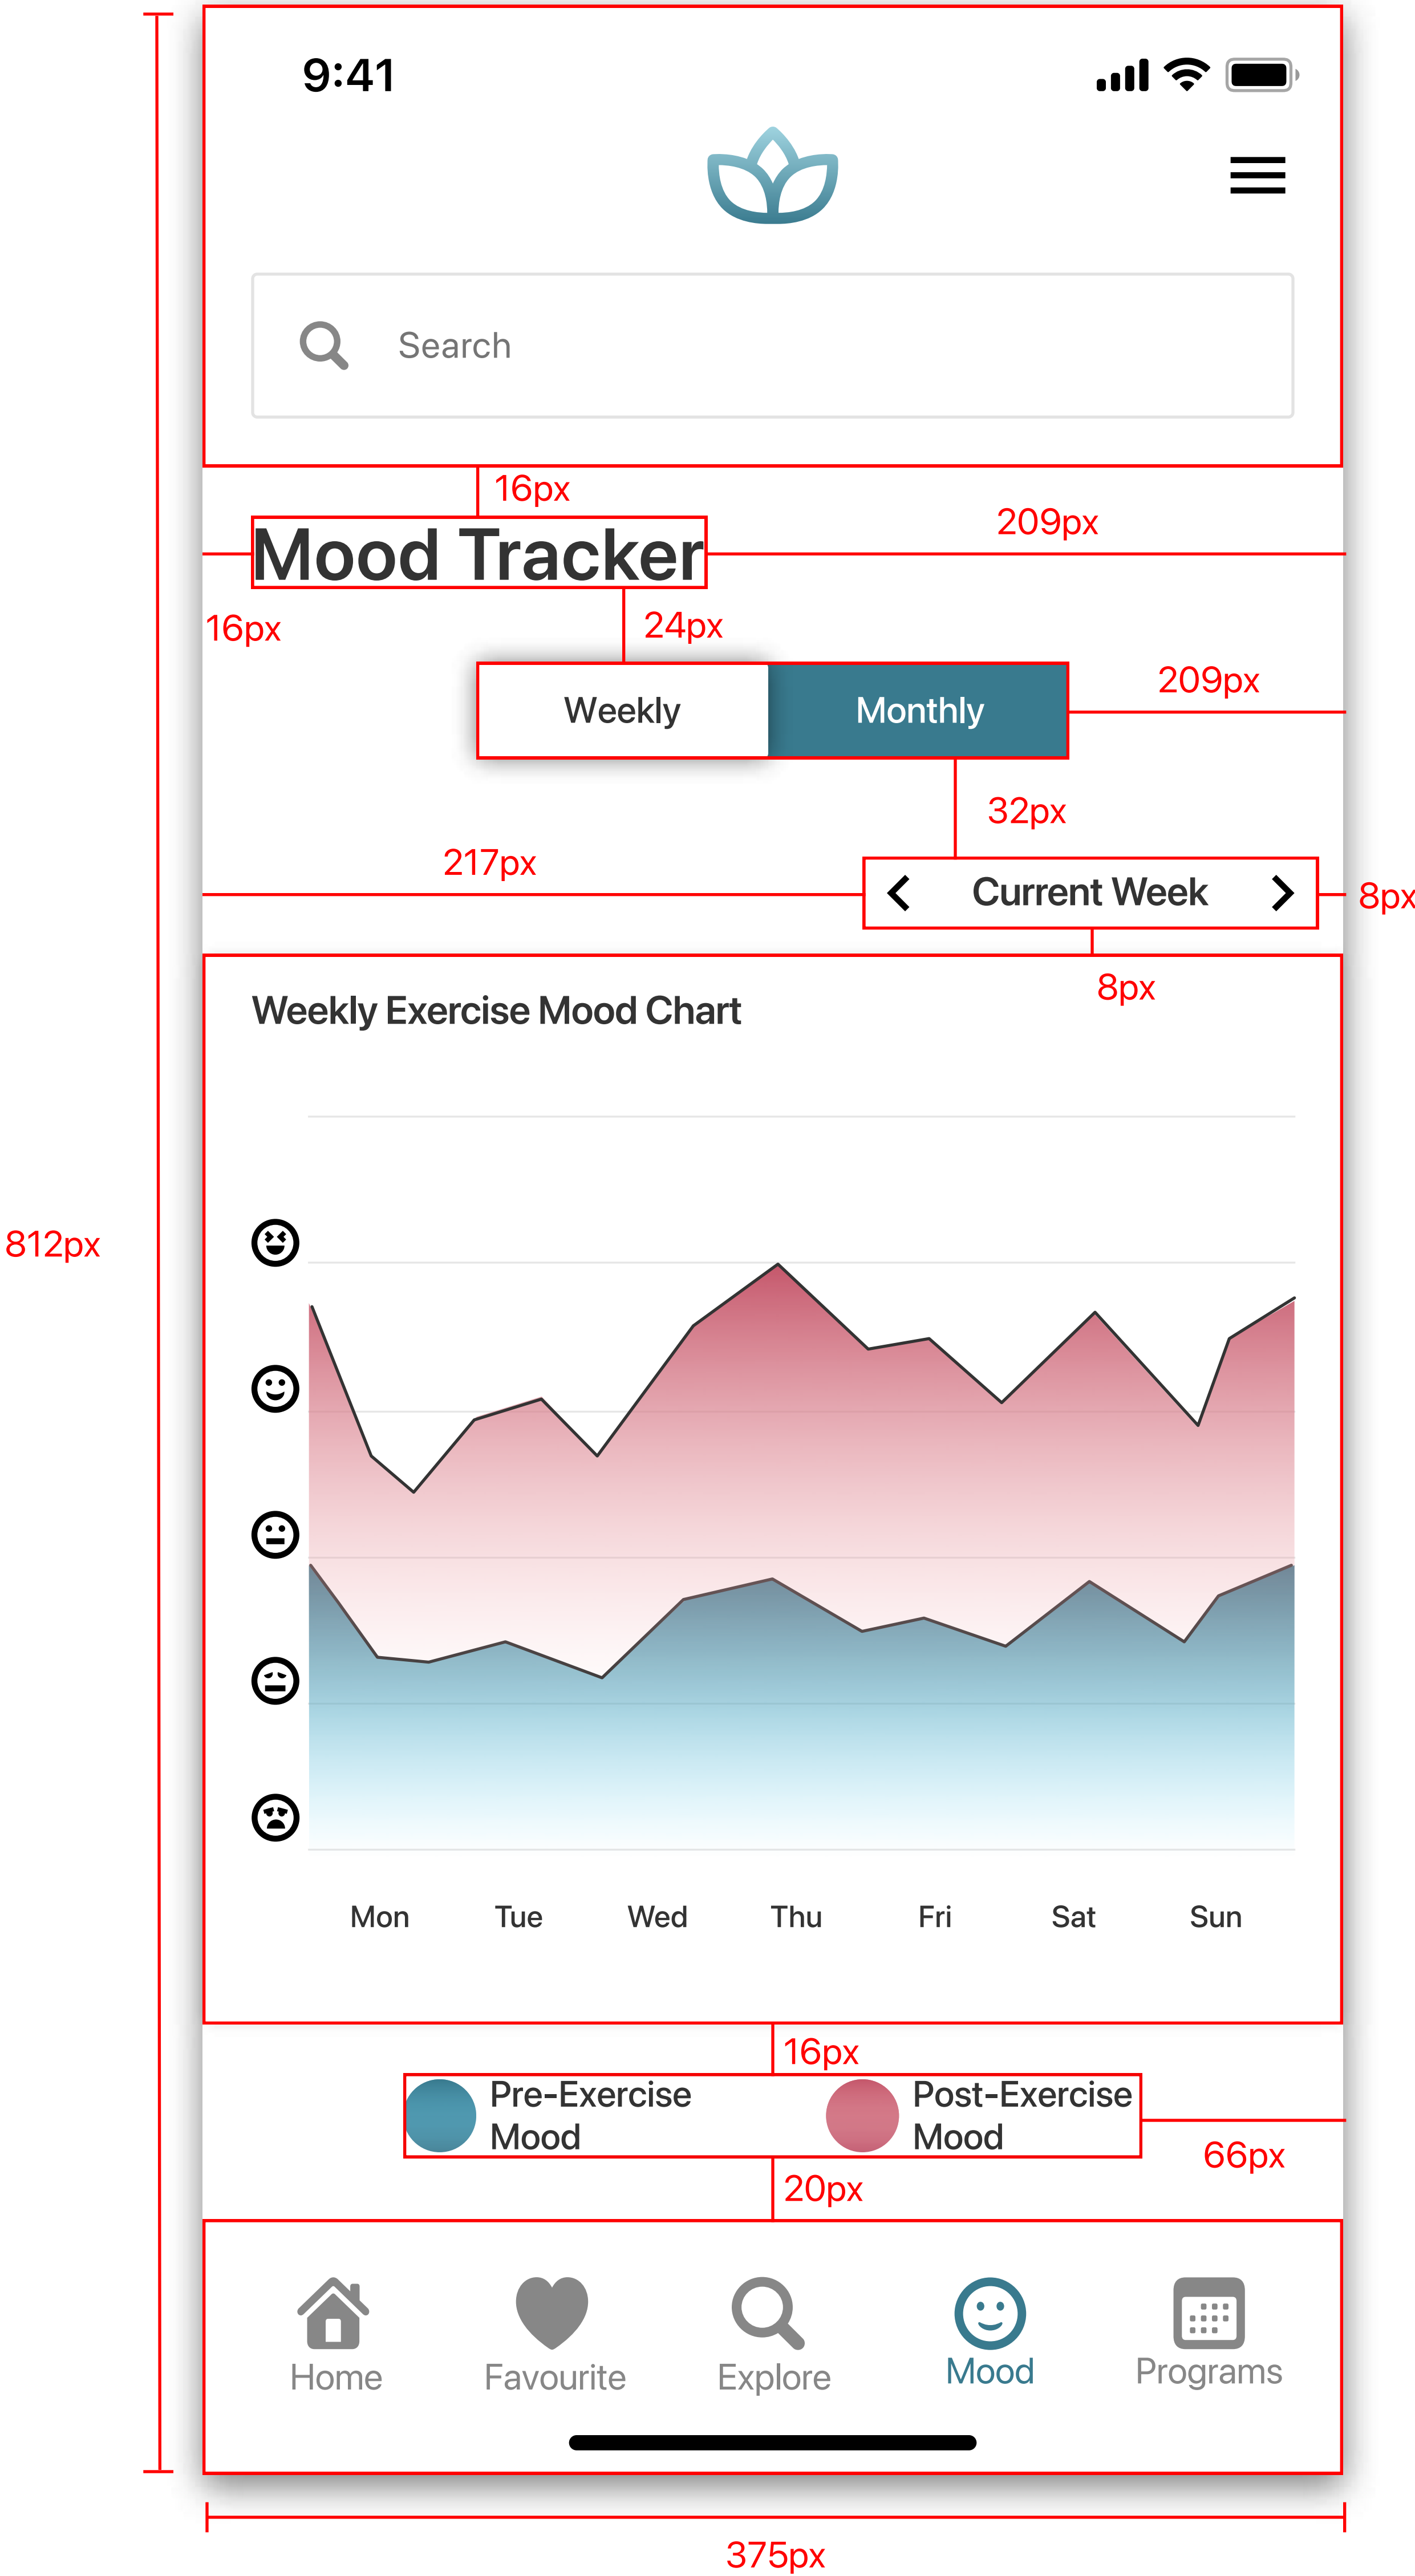 9:41
Search
16px
209px
Mood Tracker
16px
24px
209px
Weekly Monthly
32px
217px
Current Week
8px
8px
Weekly Exercise Mood Chart
812px
Mon Tue Wed Thu Fri Sat Sun
16px
Pre-Exercise
Mood
Post-Exercise
Mood
66px
20px
Home Favourite Explore Mood Programs
375px